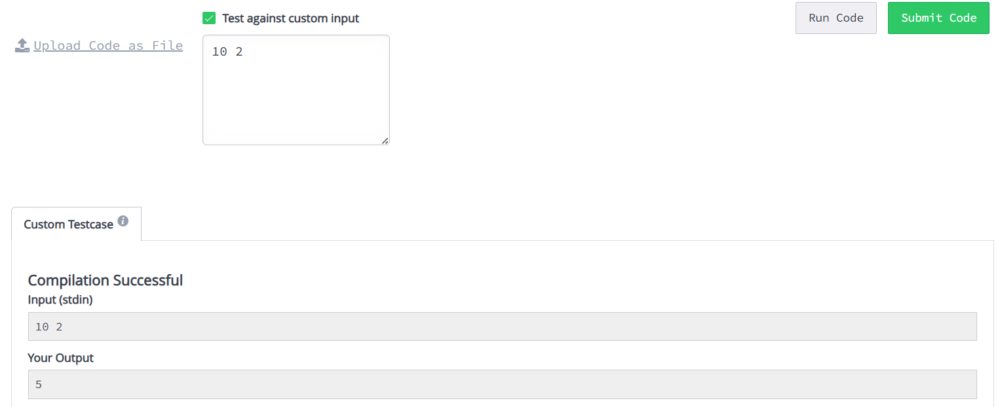 Test against custom input
Run Code
Submit Code
Upload Code as File
10 2
Custom Testcase
Compilation Successful
Input (stdin)
10 2
Your Output
5